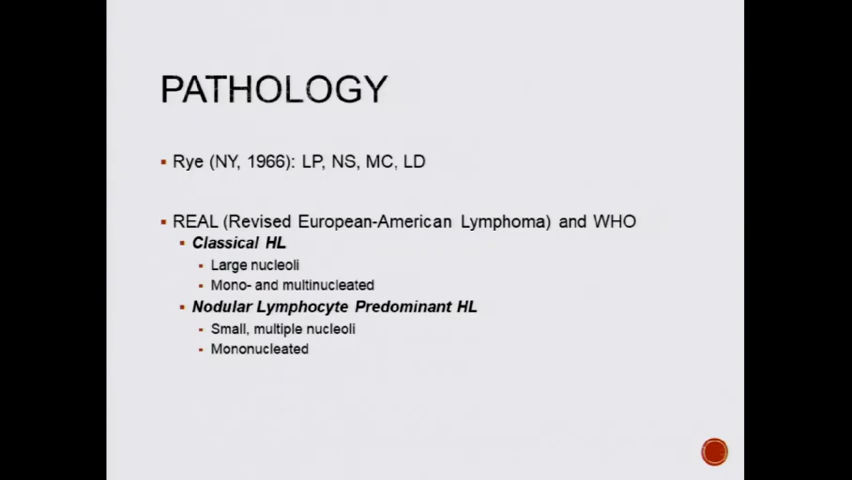 PATHOLOGY
Rye (NY, 1966): LP, NS, MC, LD
REAL (Revised European-American Lymphoma) and WHO
Classical HL
Large nucleoli
Mono- and multinucleated
Nodular Lymphocyte Predominant HL
Small, multiple nucleoli
Mononucleated